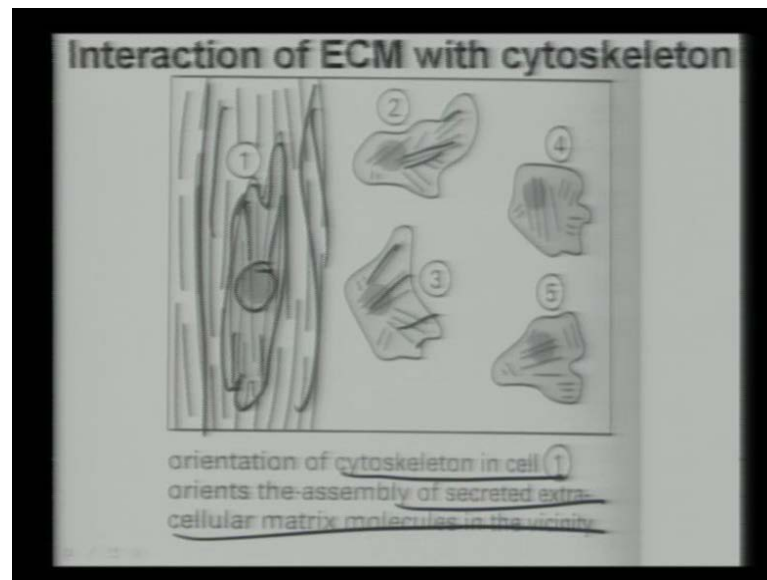 Interaction of ECM with cytoskeleton
①
②
④
③
⑤
orientation of cytoskeleton in cell ①
orients the assembly of secreted extra-
cellular matrix molecules in the vicinity